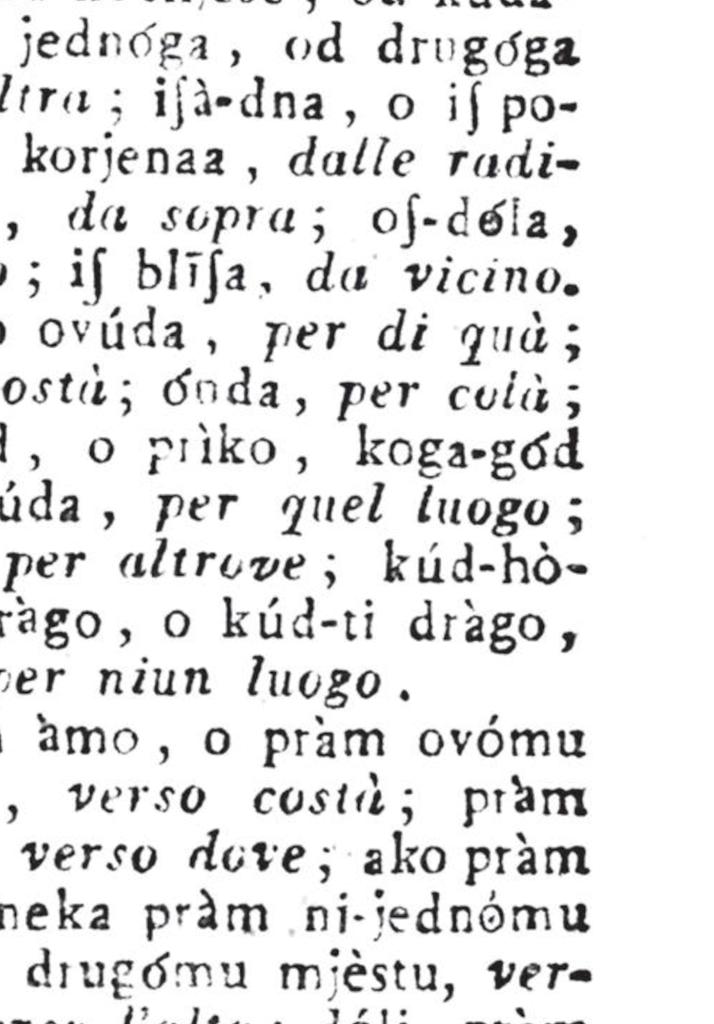 jednóga, od drugóga
ltra; iſà-dna, o iſ po-
korjenaa, dalle radi-
, da sopra; oſ-dóla,
; iſ blīſa, da vicino.
ovúda, per di quà;
ostà; ónda, per colà;
, o prìko, koga-gód
úda, per quel luogo;
per altrove; kúd-hò-
ràgo, o kúd-ti dràgo,
per niun luogo.
àmo, o pràm ovómu
, verso costà; pràm
verso dove; ako pràm
neka pràm ni-jednómu
drugómu mjèstu, ver-